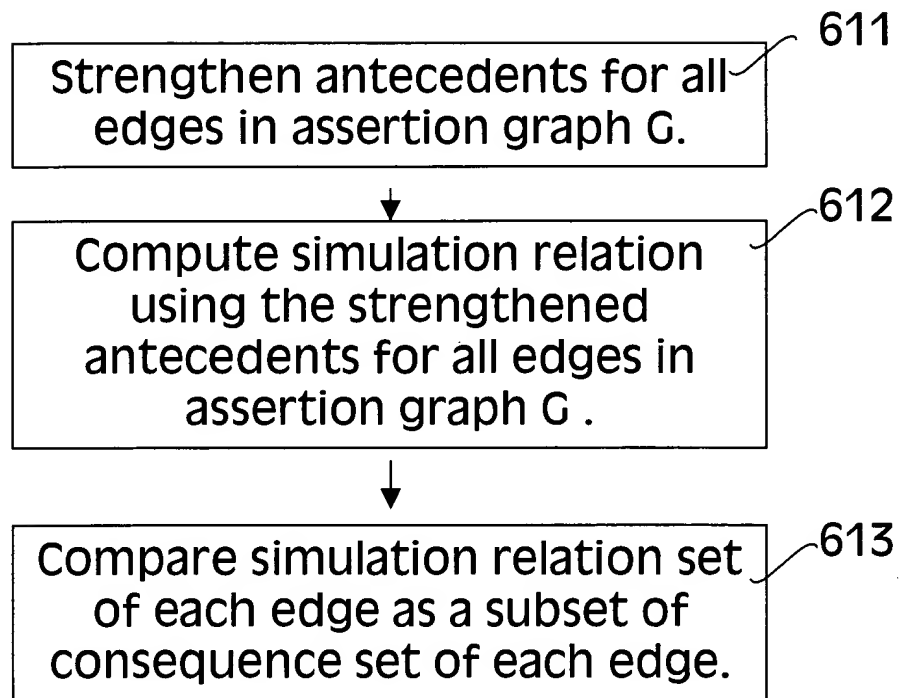 611
Strengthen antecedents for all
edges in assertion graph G.
612
Compute simulation relation
using the strengthened
antecedents for all edges in
assertion graph G .
613
Compare simulation relation set
of each edge as a subset of
consequence set of each edge.